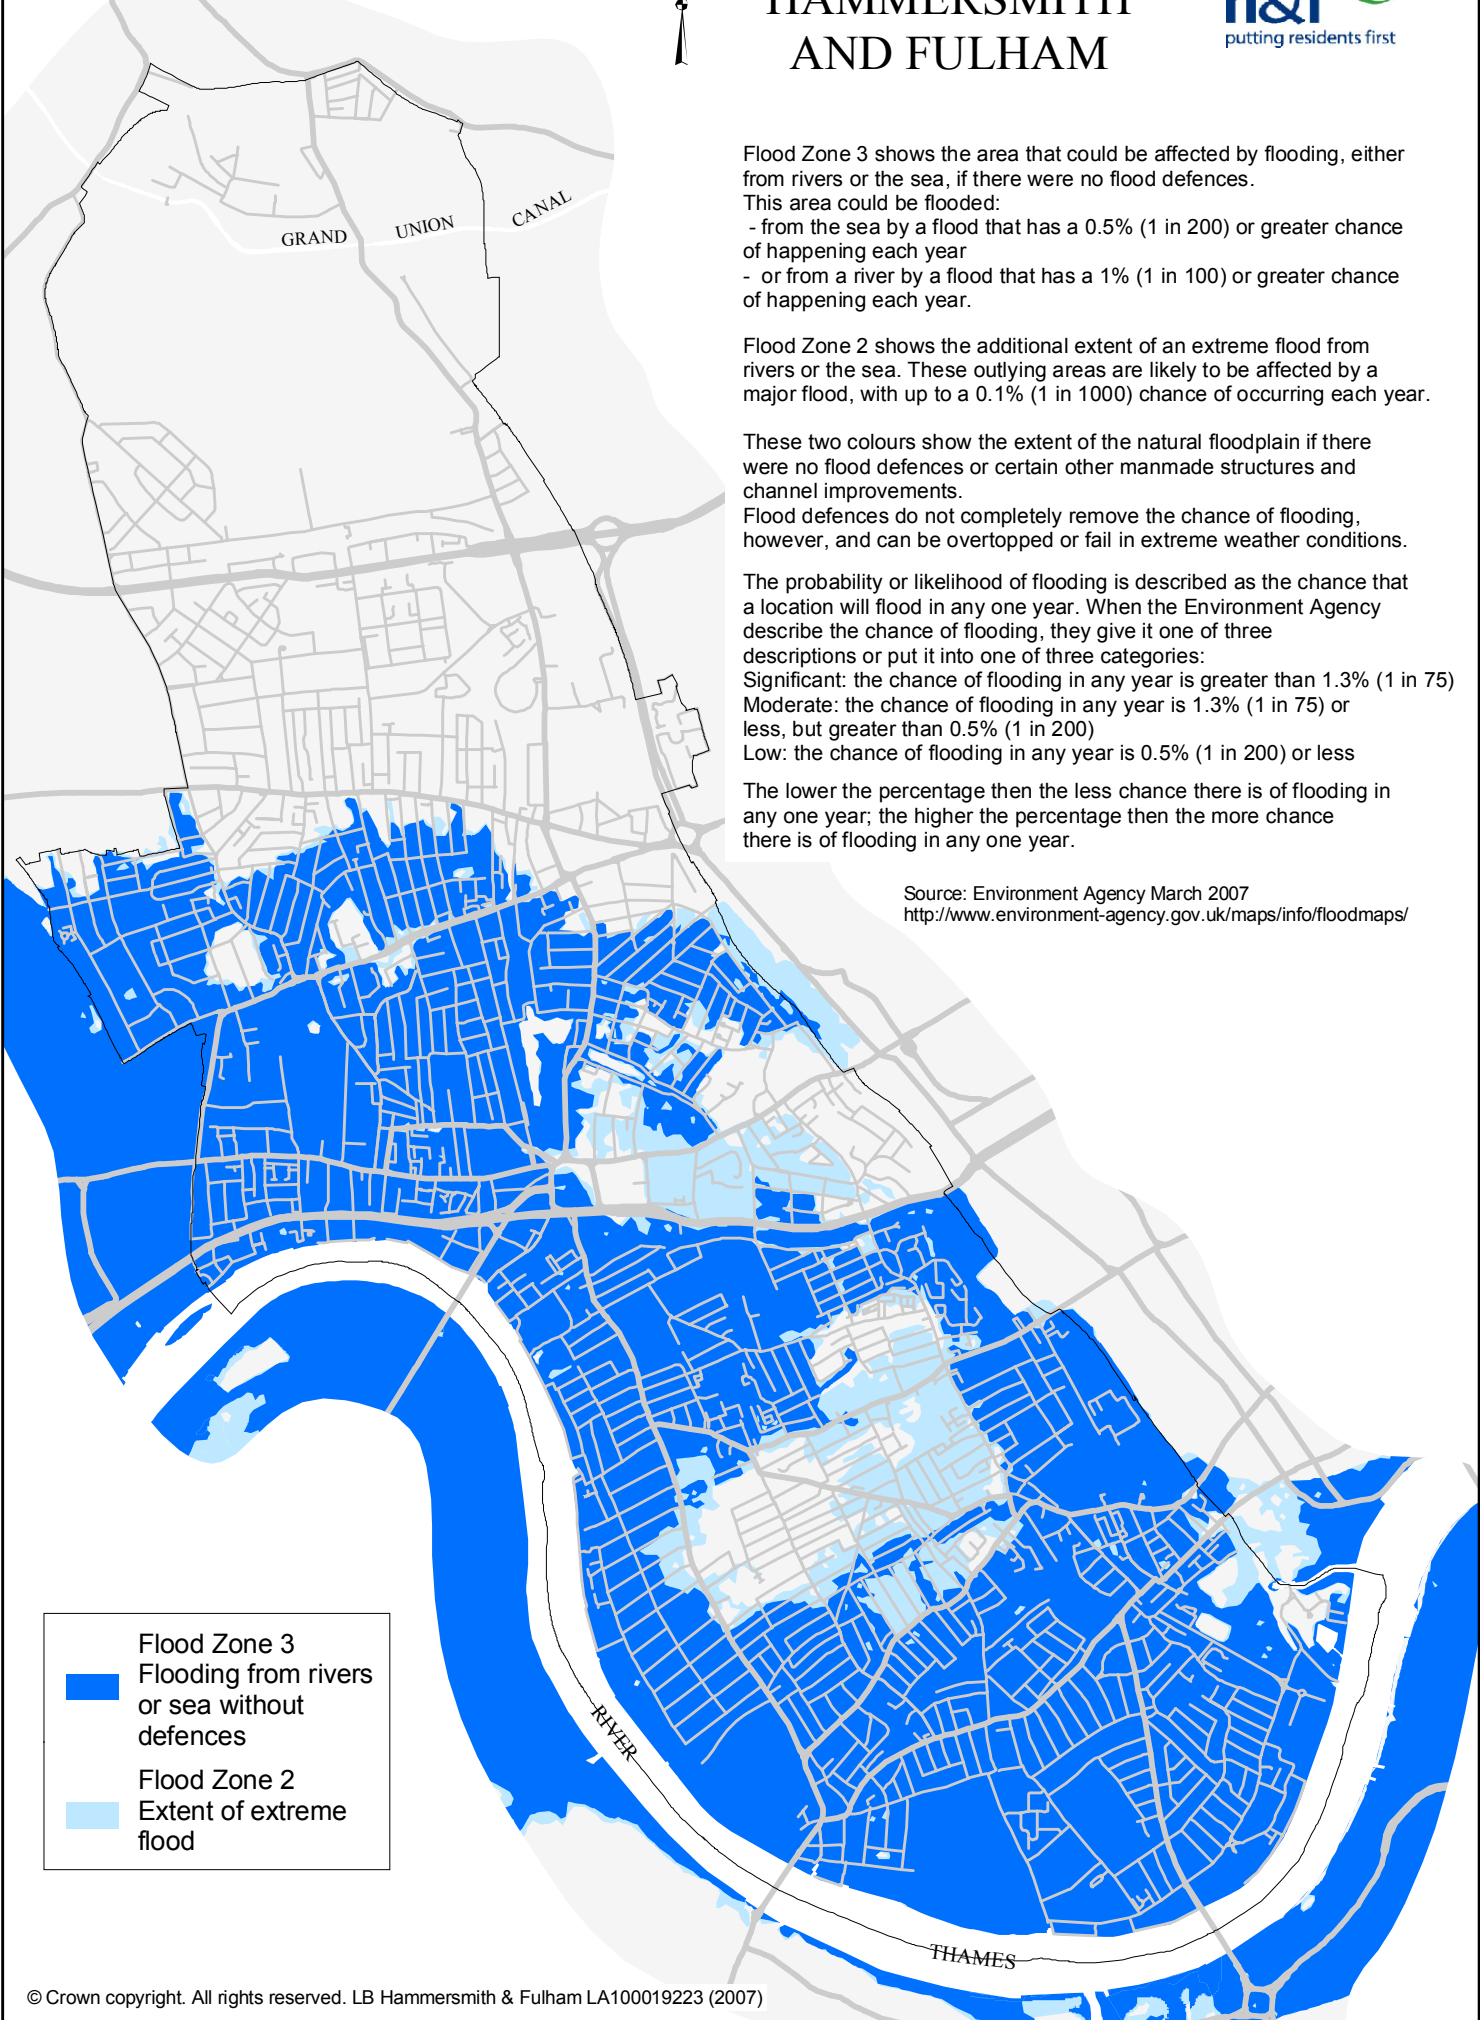 HAMMERSMITH
AND FULHAM
h&f
putting residents first
Flood Zone 3 shows the area that could be affected by flooding, either
from rivers or the sea, if there were no flood defences.
This area could be flooded:
- from the sea by a flood that has a 0.5% (1 in 200) or greater chance
of happening each year
- or from a river by a flood that has a 1% (1 in 100) or greater chance
of happening each year.
Flood Zone 2 shows the additional extent of an extreme flood from
rivers or the sea. These outlying areas are likely to be affected by a
major flood, with up to a 0.1% (1 in 1000) chance of occurring each year.
These two colours show the extent of the natural floodplain if there
were no flood defences or certain other manmade structures and
channel improvements.
Flood defences do not completely remove the chance of flooding,
however, and can be overtopped or fail in extreme weather conditions.
The probability or likelihood of flooding is described as the chance that
a location will flood in any one year. When the Environment Agency
describe the chance of flooding, they give it one of three
descriptions or put it into one of three categories:
Significant: the chance of flooding in any year is greater than 1.3% (1 in 75)
Moderate: the chance of flooding in any year is 1.3% (1 in 75) or
less, but greater than 0.5% (1 in 200)
Low: the chance of flooding in any year is 0.5% (1 in 200) or less
The lower the percentage then the less chance there is of flooding in
any one year; the higher the percentage then the more chance
there is of flooding in any one year.
Source: Environment Agency March 2007
http://www.environment-agency.gov.uk/maps/info/floodmaps/
GRAND UNION CANAL
RIVER
THAMES
Flood Zone 3
Flooding from rivers
or sea without
defences
Flood Zone 2
Extent of extreme
flood
© Crown copyright. All rights reserved. LB Hammersmith & Fulham LA100019223 (2007)